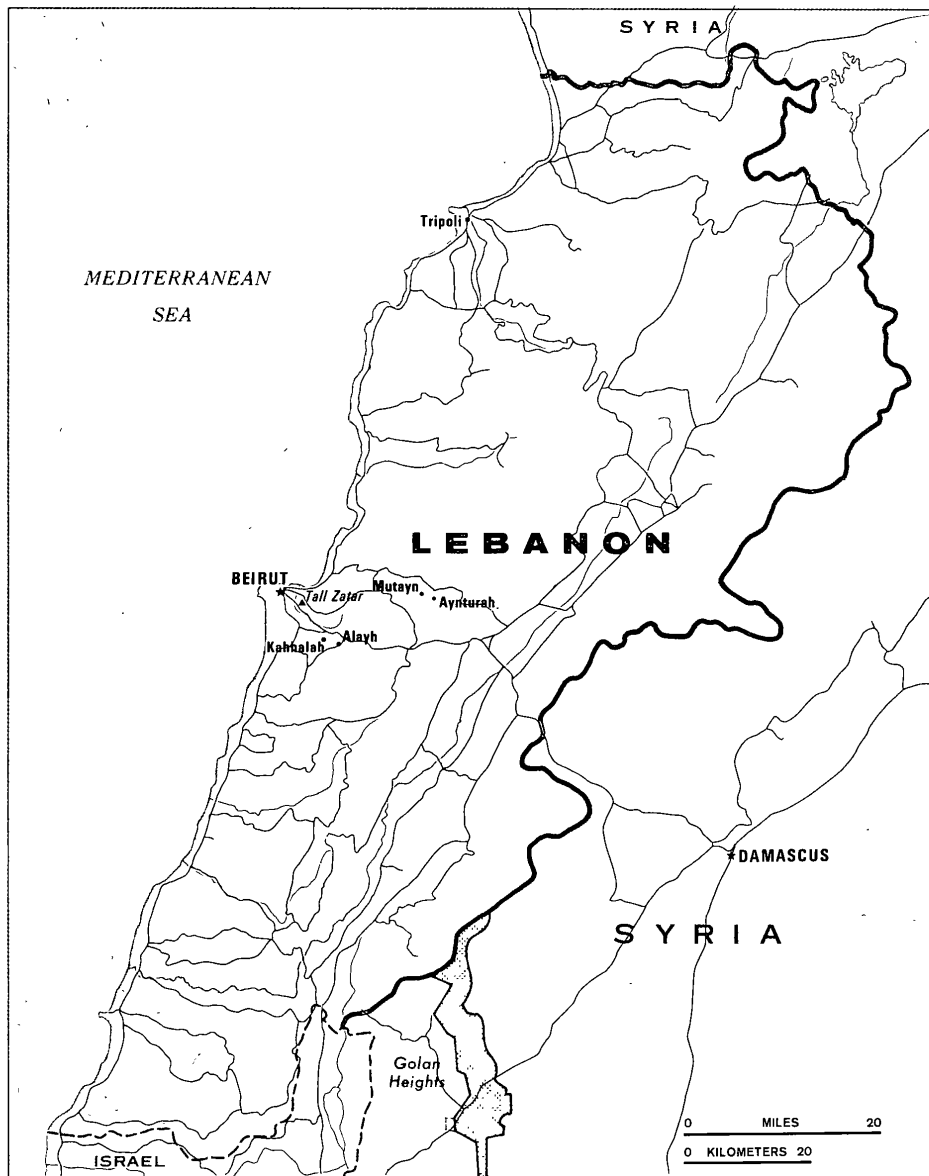 SYRIA
Tripoli
MEDITERRANEAN
SEA
LEBANON
BEIRUT
Tall Zatar
Mutayn
Aynturah
Kahhalah
Alayh
DAMASCUS
SYRIA
Golan
Heights
ISRAEL
0 MILES 20
0 KILOMETERS 20